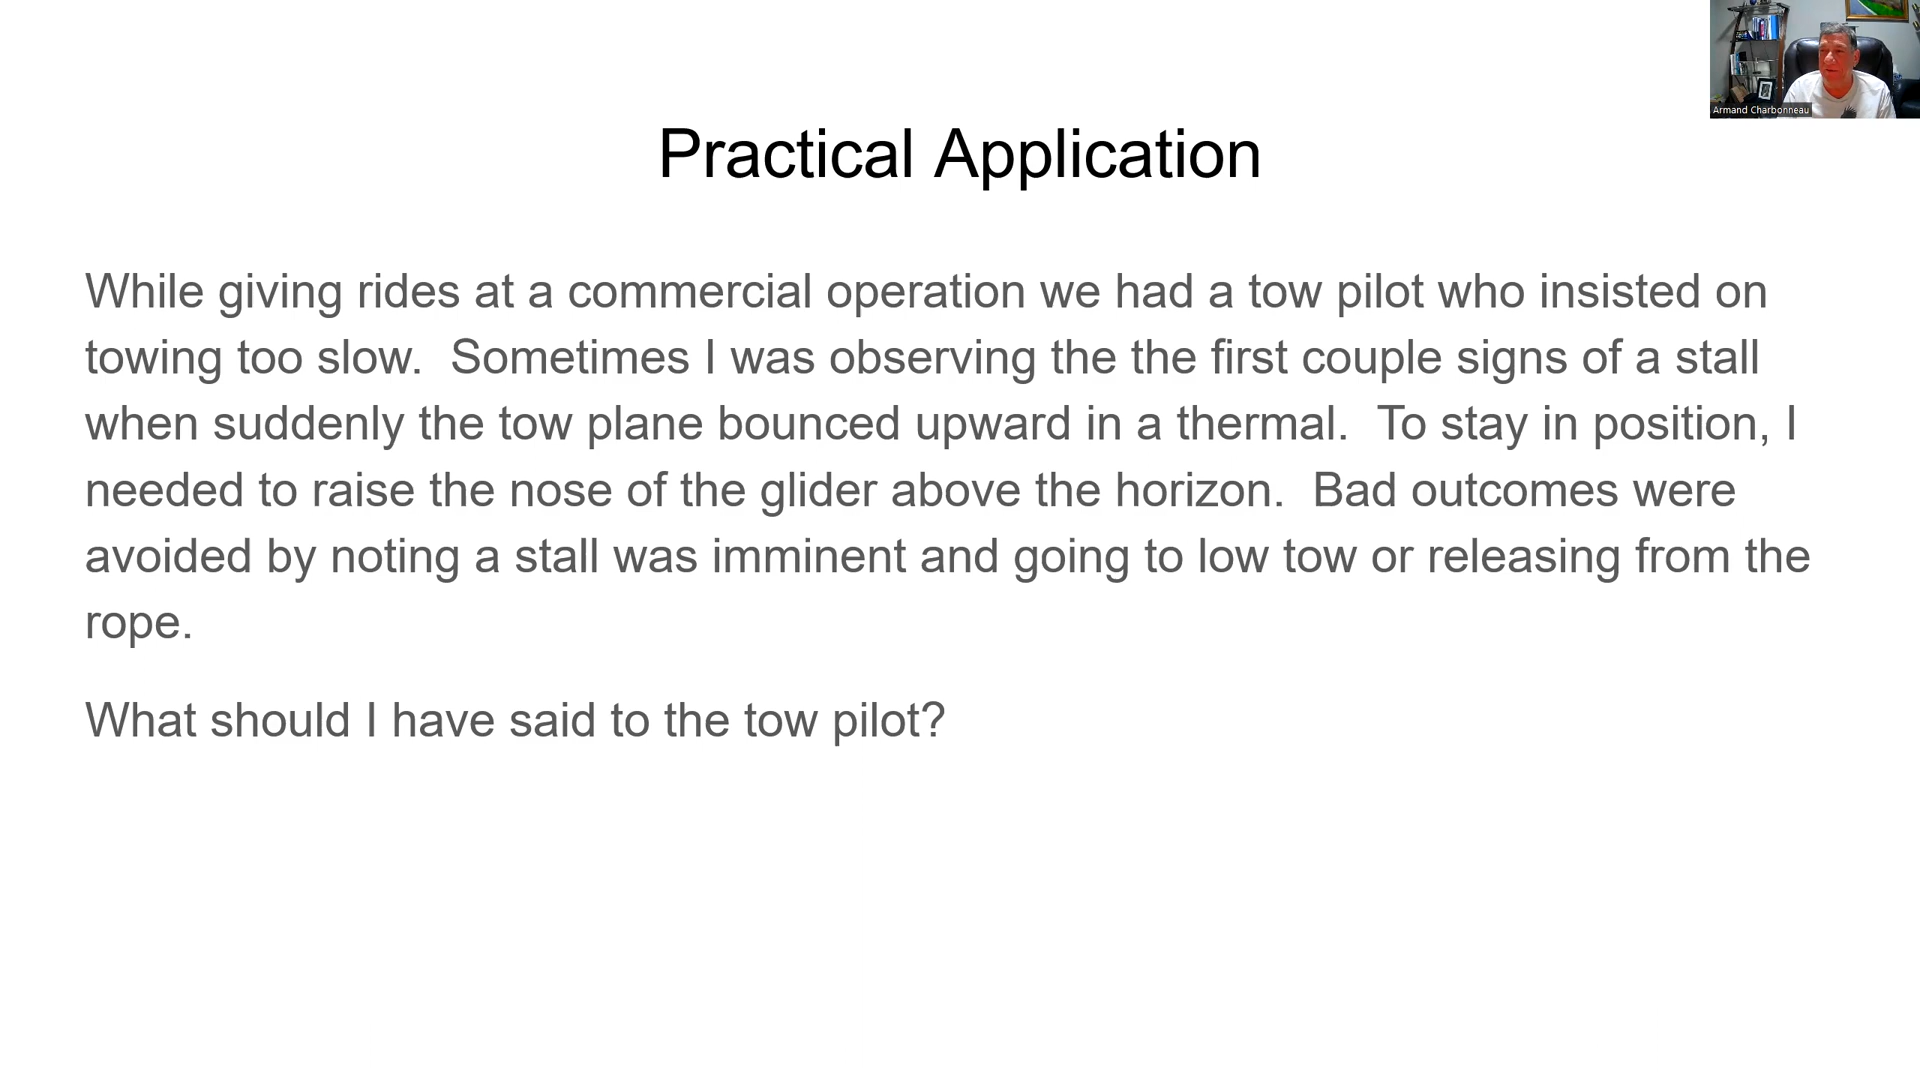 Armand Charbonneau
Practical Application
While giving rides at a commercial operation we had a tow pilot who insisted on
towing too slow.  Sometimes I was observing the the first couple signs of a stall
when suddenly the tow plane bounced upward in a thermal.  To stay in position, I
needed to raise the nose of the glider above the horizon.  Bad outcomes were
avoided by noting a stall was imminent and going to low tow or releasing from the
rope.
What should I have said to the tow pilot?